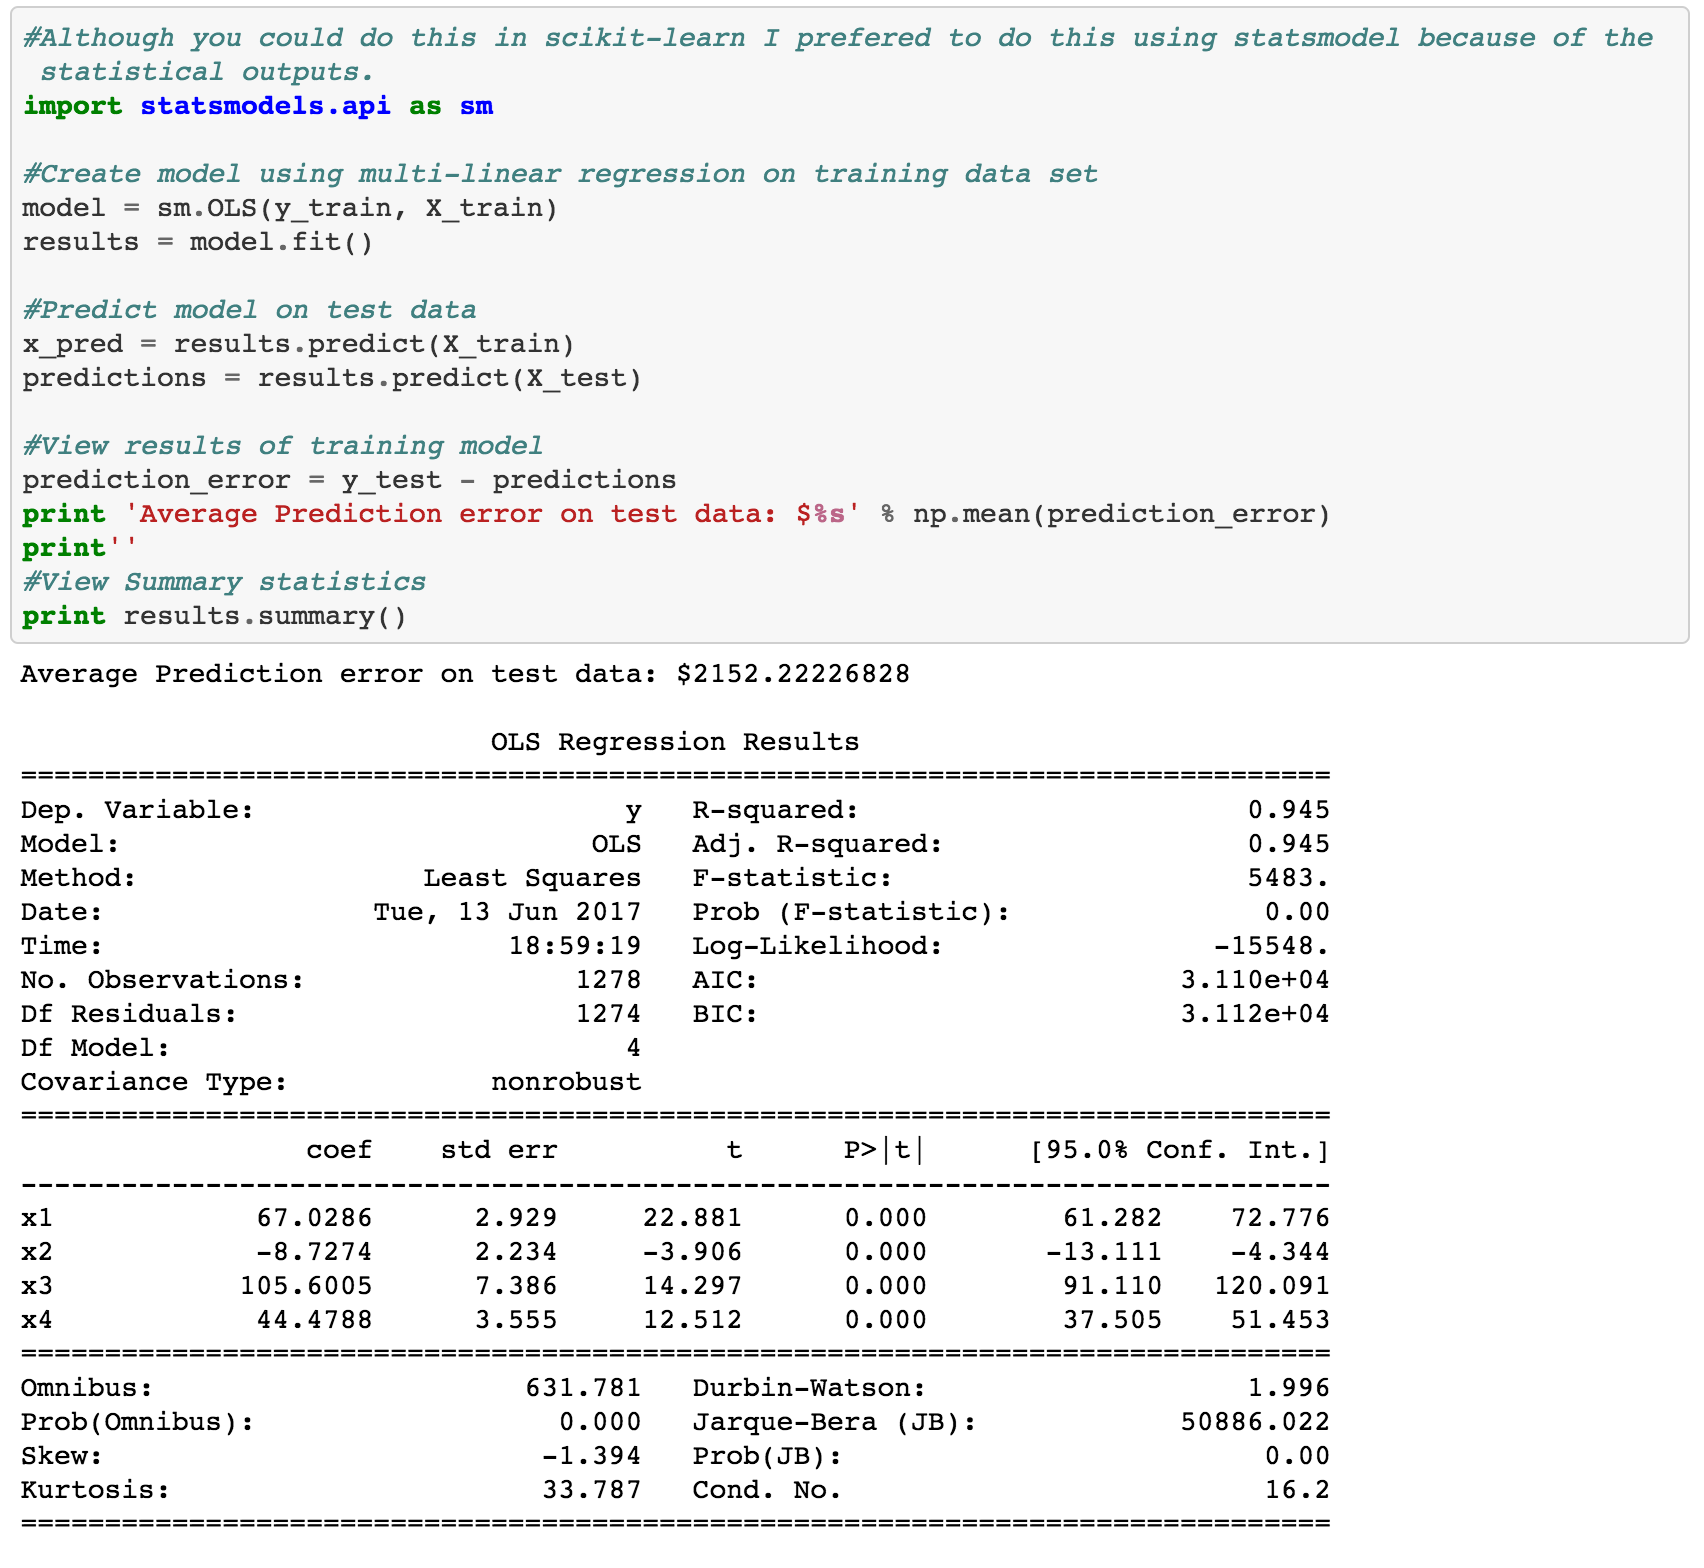 #Although you could do this in scikit-learn I prefered to do this using statsmodel because of the
statistical outputs.
import statsmodels.api as sm
#Create model using multi-linear regression on training data set
model = sm.OLS(y_train, X_train)
results = model.fit()
#Predict model on test data
x_pred = results.predict(X_train)
predictions = results.predict(X_test)
#View results of training model
prediction_error = y_test - predictions
print 'Average Prediction error on test data: $%s' % np.mean(prediction_error)
print''
#View Summary statistics
print results.summary()
Average Prediction error on test data: $2152.22226828
OLS Regression Results
==============================================================================
Dep. Variable: y R-squared: 0.945
Model: OLS Adj. R-squared: 0.945
Method: Least Squares F-statistic: 5483.
Date: Tue, 13 Jun 2017 Prob (F-statistic): 0.00
Time: 18:59:19 Log-Likelihood: -15548.
No. Observations: 1278 AIC: 3.110e+04
Df Residuals: 1274 BIC: 3.112e+04
Df Model: 4
Covariance Type: nonrobust
==============================================================================
coef std err t P>|t| [95.0% Conf. Int.]
------------------------------------------------------------------------------
x1 67.0286 2.929 22.881 0.000 61.282 72.776
x2 -8.7274 2.234 -3.906 0.000 -13.111 -4.344
x3 105.6005 7.386 14.297 0.000 91.110 120.091
x4 44.4788 3.555 12.512 0.000 37.505 51.453
==============================================================================
Omnibus: 631.781 Durbin-Watson: 1.996
Prob(Omnibus): 0.000 Jarque-Bera (JB): 50886.022
Skew: -1.394 Prob(JB): 0.00
Kurtosis: 33.787 Cond. No. 16.2
==============================================================================